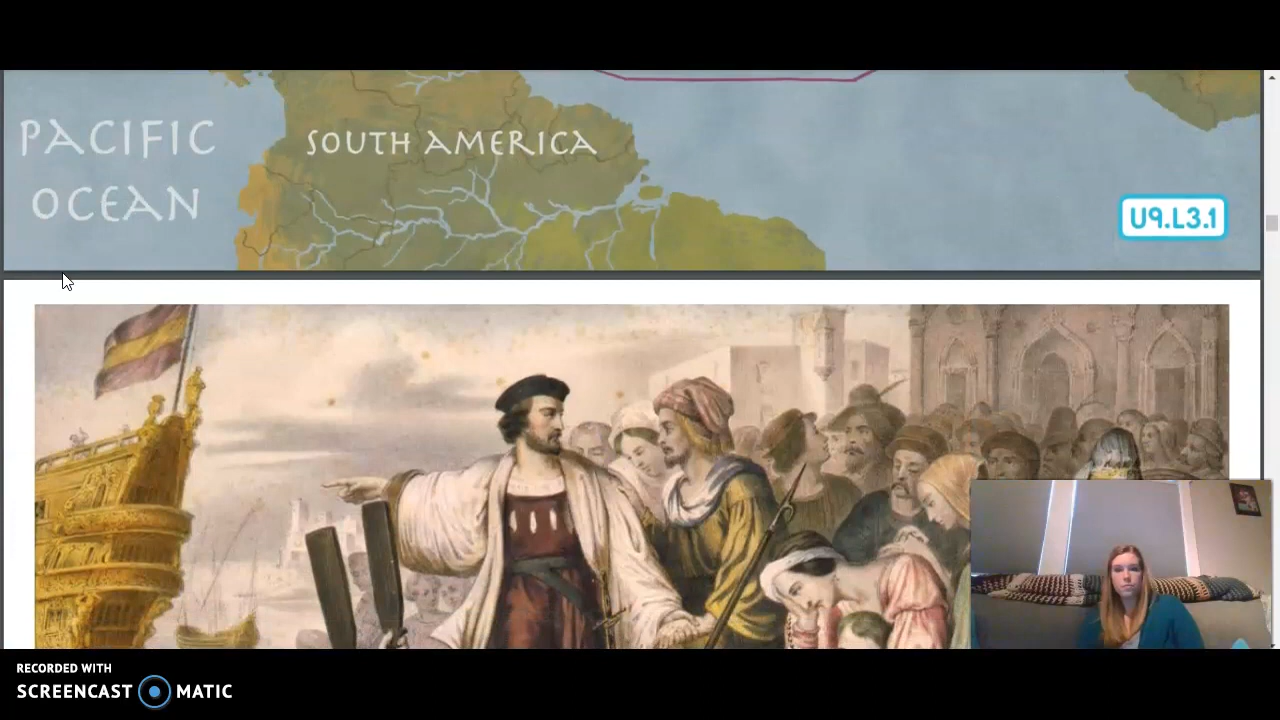 PACIFIC
OCEAN
SOUTH AMERICA
U9.L3.1
RECORDED WITH
SCREENCAST MATIC